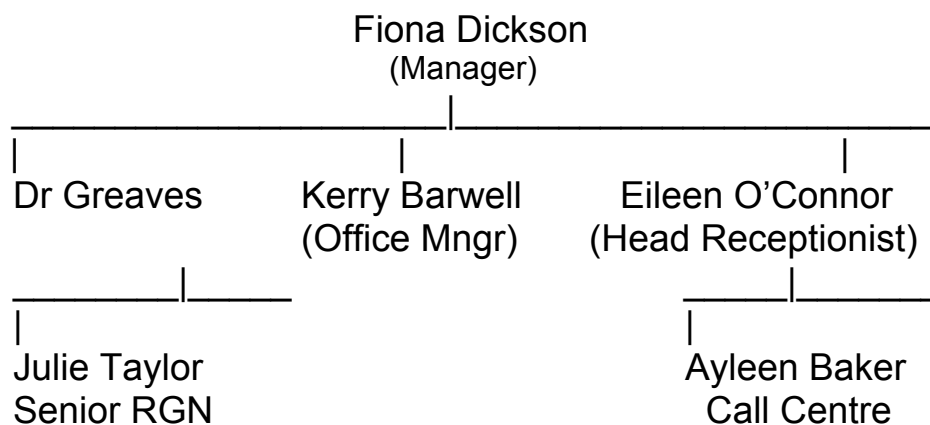 Fiona Dickson
(Manager)
Dr Greaves Kerry Barwell Eileen O’Connor
(Office Mngr) (Head Receptionist)
Julie Taylor Ayleen Baker
Senior RGN Call Centre